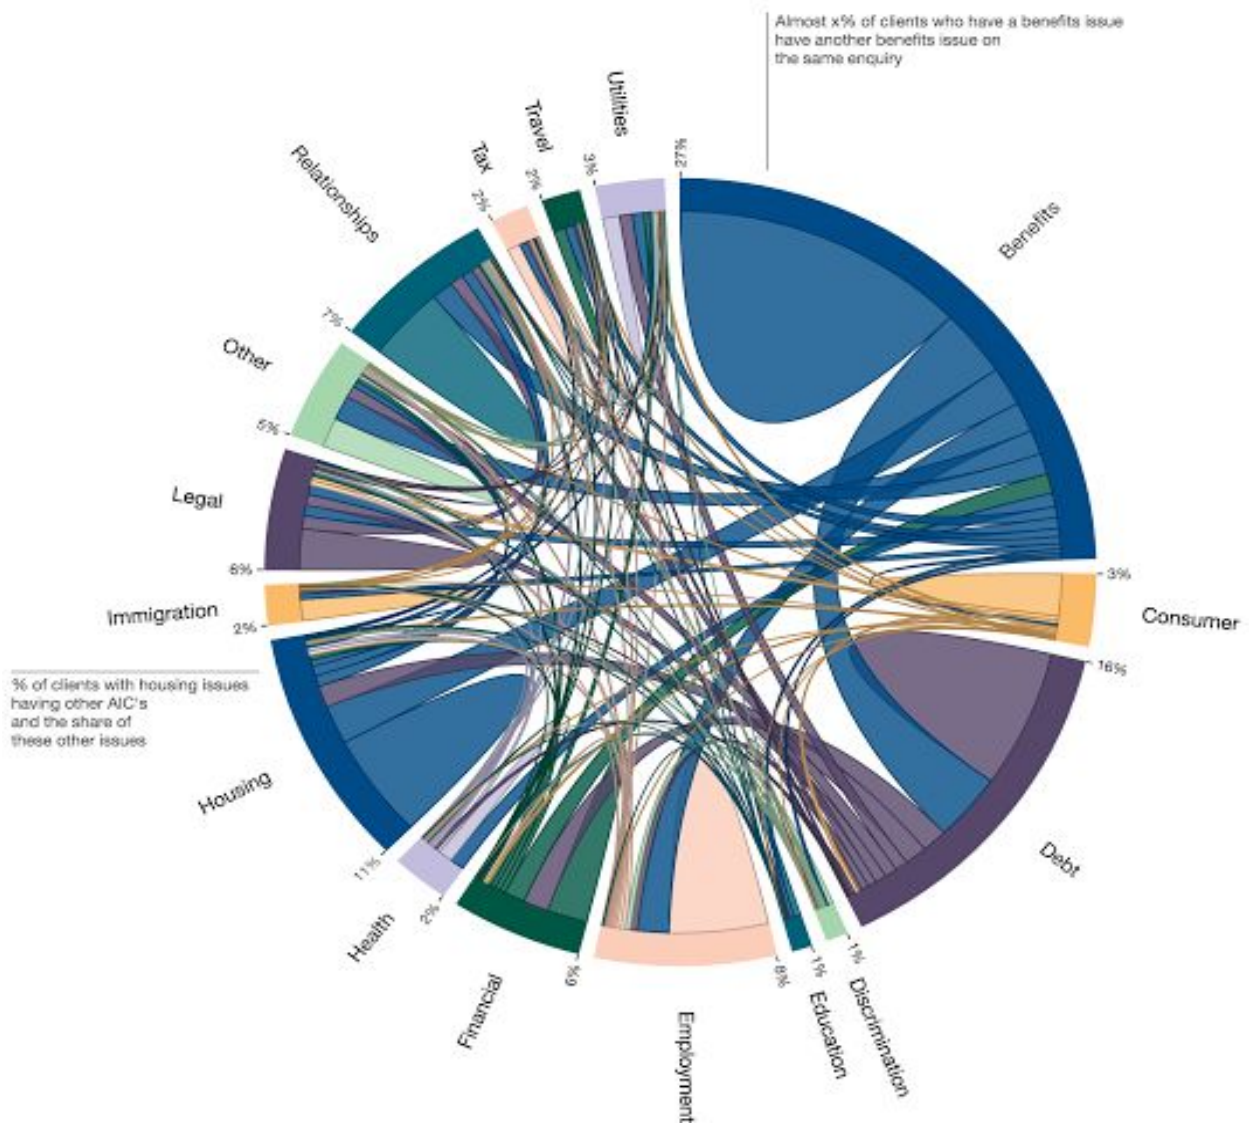 Almost x% of clients who have a benefits issue
have another benefits issue on
the same enquiry
Utilities
Travel
Tax
Relationships
Other
Legal
Immigration
Housing
Health
Financial
Employment
Education
Discrimination
Debt
Consumer
Benefits
27%
3%
2%
2%
7%
5%
6%
2%
11%
2%
6%
8%
1%
1%
16%
3%
% of clients with housing issues
having other AIC's
and the share of
these other issues